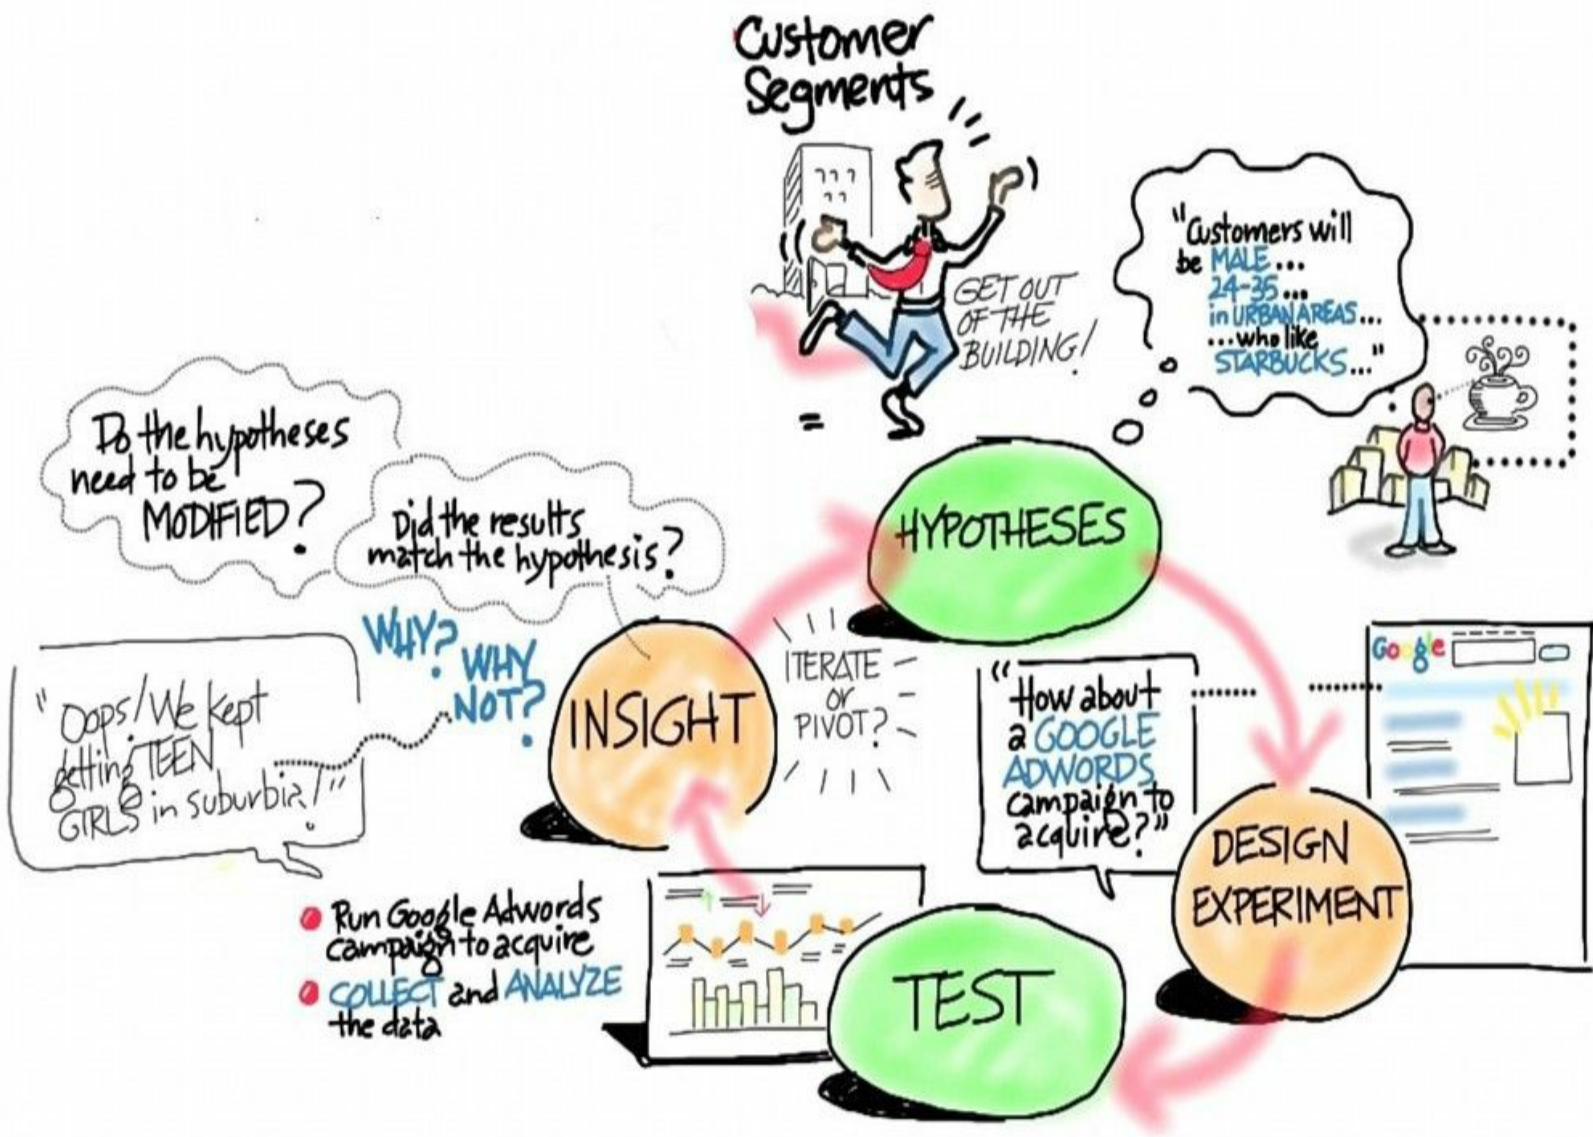 Customer
Segments
GET OUT
OF THE
BUILDING!
"Customers will
be MALE...
24-35...
in URBAN AREAS...
...who like
STARBUCKS..."
HYPOTHESES
Do the hypotheses
need to be
MODIFIED?
Did the results
match the hypothesis?
WHY?
WHY
NOT?
INSIGHT
ITERATE
or
PIVOT?
"Oops! We kept
getting TEEN
GIRLS in suburbia!"
"How about
a GOOGLE
ADWORDS
campaign to
acquire?"
Google
DESIGN
EXPERIMENT
Run Google Adwords
campaign to acquire
COLLECT and ANALYZE
the data
TEST